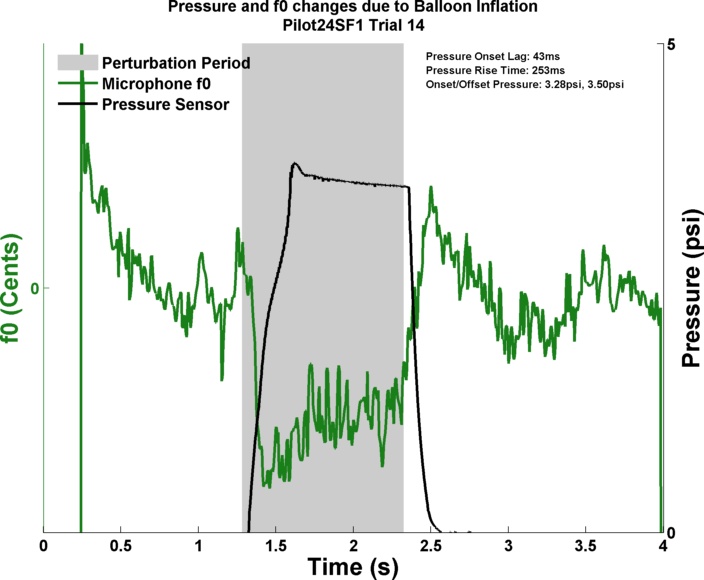 Pressure and f0 changes due to Balloon Inflation
Pilot24SF1 Trial 14
Perturbation Period
Microphone f0
Pressure Sensor
Pressure Onset Lag: 43ms
Pressure Rise Time: 253ms
Onset/Offset Pressure: 3.28psi, 3.50psi
f0 (Cents)
0
5
0
Pressure (psi)
0 0.5 1 1.5 2 2.5 3 3.5 4
Time (s)